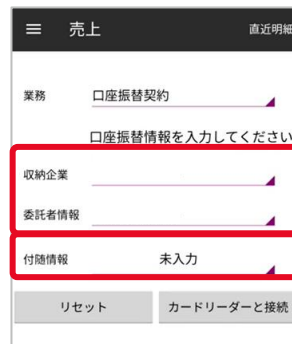 売上 直近明細
業務 口座振替契約
口座振替情報を入力してください
収納企業
委託者情報
付随情報 未入力
リセット カードリーダーと接続